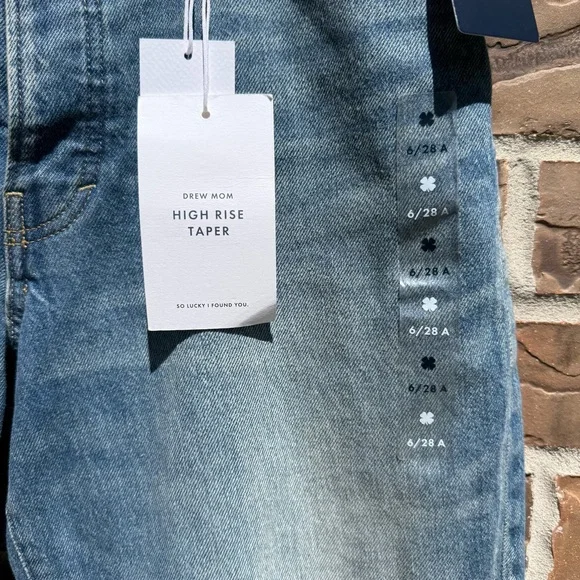 DREW MOM
HIGH RISE
TAPER
SO LUCKY I FOUND YOU.
6/28 A
6/28 A
6/28 A
6/28 A
6/28 A
6/28 A